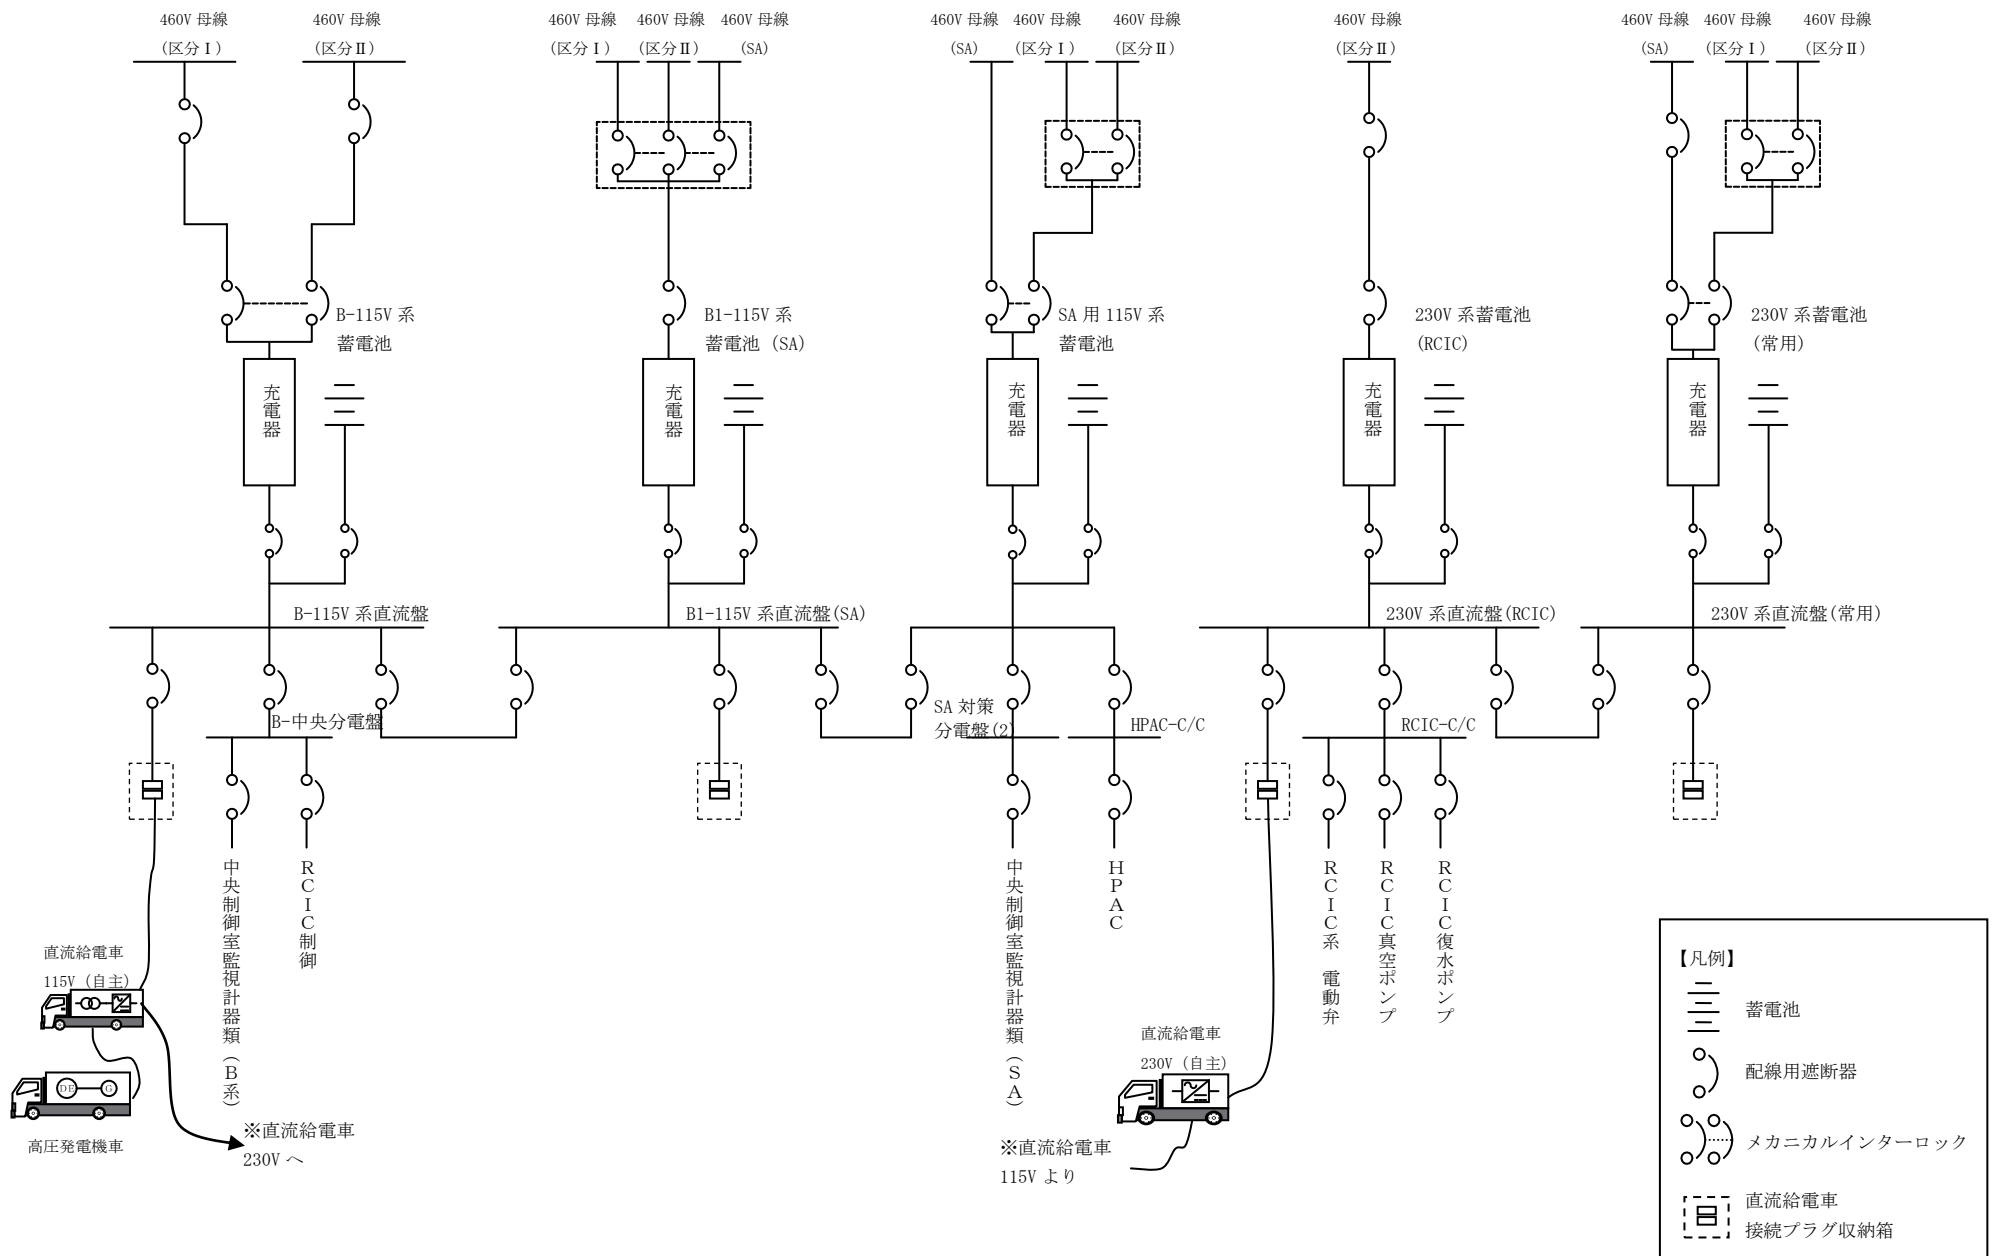 460V 母線
(区分Ⅰ)
460V 母線
(区分Ⅱ)
460V 母線
(区分Ⅰ)
460V 母線
(区分Ⅱ)
460V 母線
(SA)
460V 母線
(SA)
460V 母線
(区分Ⅰ)
460V 母線
(区分Ⅱ)
460V 母線
(区分Ⅱ)
460V 母線
(SA)
460V 母線
(区分Ⅰ)
460V 母線
(区分Ⅱ)
B-115V 系
蓄電池
B1-115V 系
蓄電池 (SA)
SA 用 115V 系
蓄電池
230V 系蓄電池
(RCIC)
230V 系蓄電池
(常用)
充電器
充電器
充電器
充電器
充電器
B-115V 系直流盤
B1-115V 系直流盤(SA)
230V 系直流盤(RCIC)
230V 系直流盤(常用)
B-中央分電盤
SA 対策
分電盤(2)
HPAC-C/C
RCIC-C/C
中央制御室監視計器類(B系)
RCIC制御
中央制御室監視計器類(SA)
HPAC
RCIC系 電動弁
RCIC真空ポンプ
RCIC復水ポンプ
直流給電車
115V (自主)
DE
G
高圧発電機車
※直流給電車
230V へ
直流給電車
230V (自主)
※直流給電車
115V より
【凡例】
蓄電池
配線用遮断器
メカニカルインターロック
直流給電車
接続プラグ収納箱